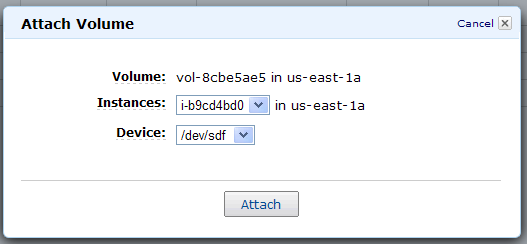 Attach Volume
Cancel
Volume: vol-8cbe5ae5 in us-east-1a
Instances: i-b9cd4bd0 in us-east-1a
Device: /dev/sdf
Attach